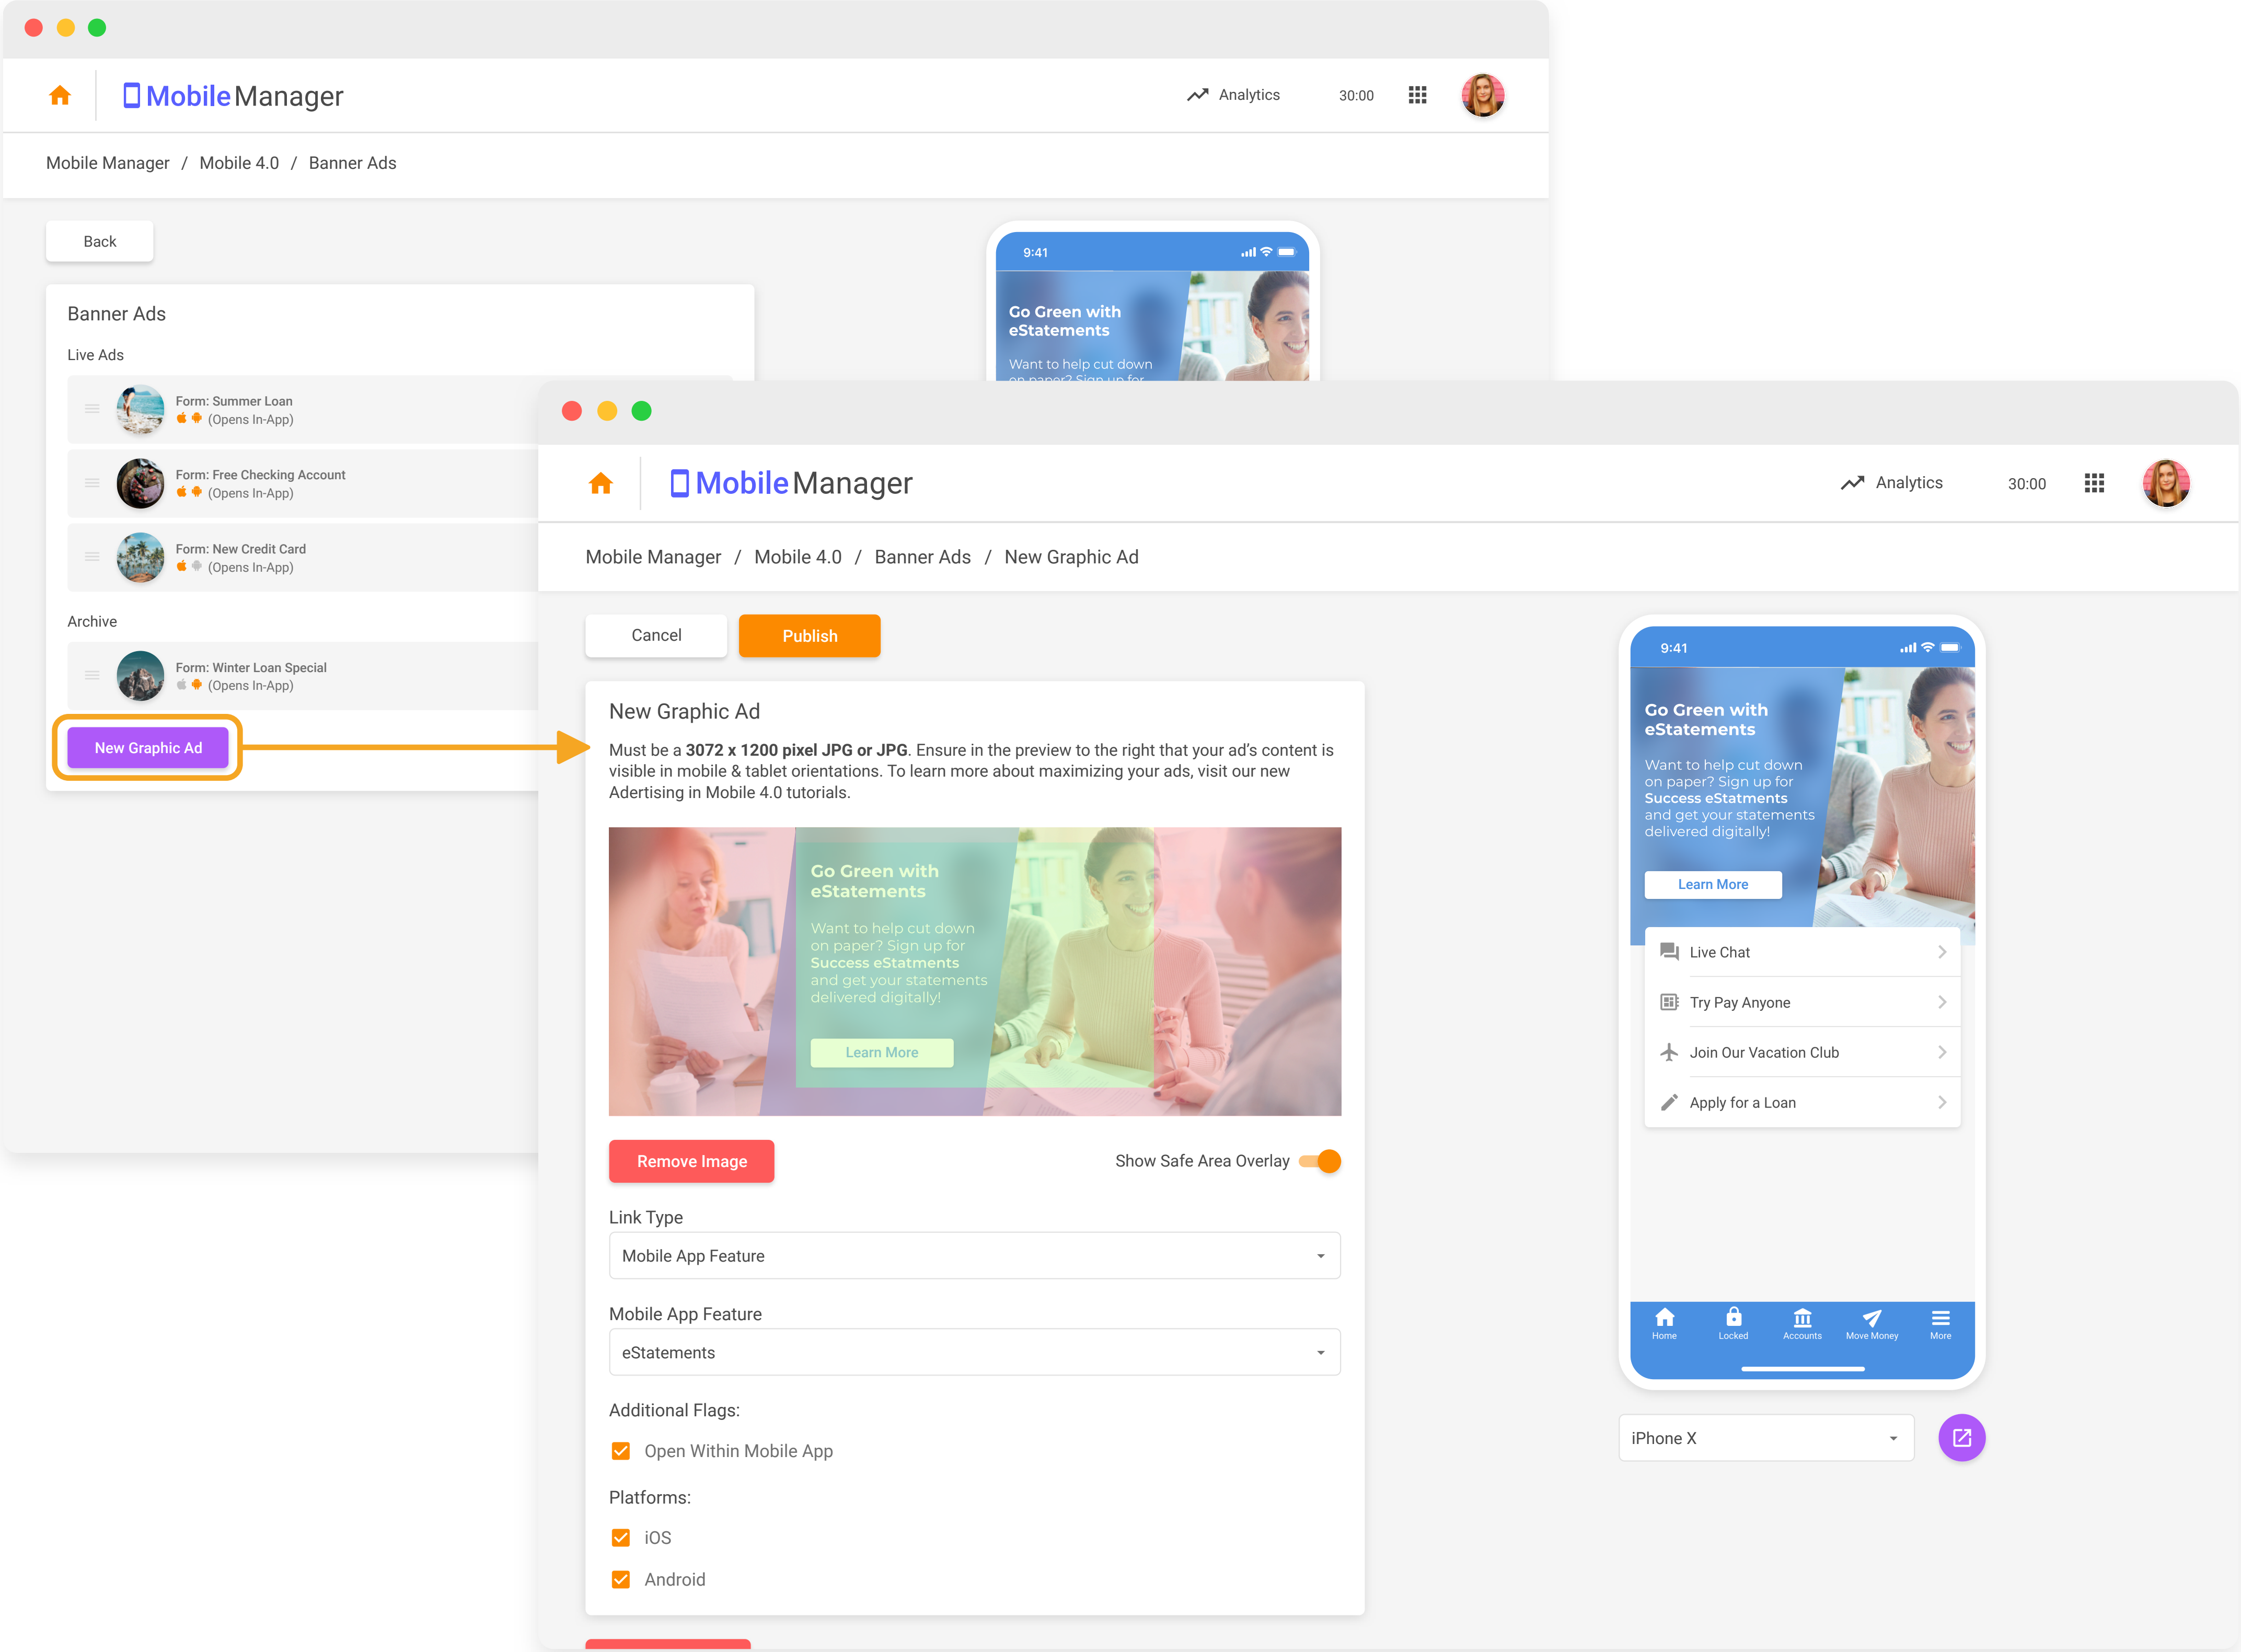 MobileManager
Analytics
30:00
Mobile Manager / Mobile 4.0 / Banner Ads
Back
Banner Ads
Live Ads
Form: Summer Loan
(Opens In-App)
Form: Free Checking Account
(Opens In-App)
Form: New Credit Card
(Opens In-App)
Archive
Form: Winter Loan Special
(Opens In-App)
New Graphic Ad
9:41
Go Green with
eStatements
Want to help cut down
on paper? Sign up for
MobileManager
Analytics
30:00
Mobile Manager / Mobile 4.0 / Banner Ads / New Graphic Ad
Cancel
Publish
New Graphic Ad
Must be a 3072 x 1200 pixel JPG or JPG. Ensure in the preview to the right that your ad’s content is
visible in mobile & tablet orientations. To learn more about maximizing your ads, visit our new
Adertising in Mobile 4.0 tutorials.
Go Green with
eStatements
Want to help cut down
on paper? Sign up for
Success eStatments
and get your statements
delivered digitally!
Learn More
Remove Image
Show Safe Area Overlay
Link Type
Mobile App Feature
Mobile App Feature
eStatements
Additional Flags:
Open Within Mobile App
Platforms:
iOS
Android
9:41
Go Green with
eStatements
Want to help cut down
on paper? Sign up for
Success eStatments
and get your statements
delivered digitally!
Learn More
Live Chat
Try Pay Anyone
Join Our Vacation Club
Apply for a Loan
Home
Locked
Accounts
Move Money
More
iPhone X